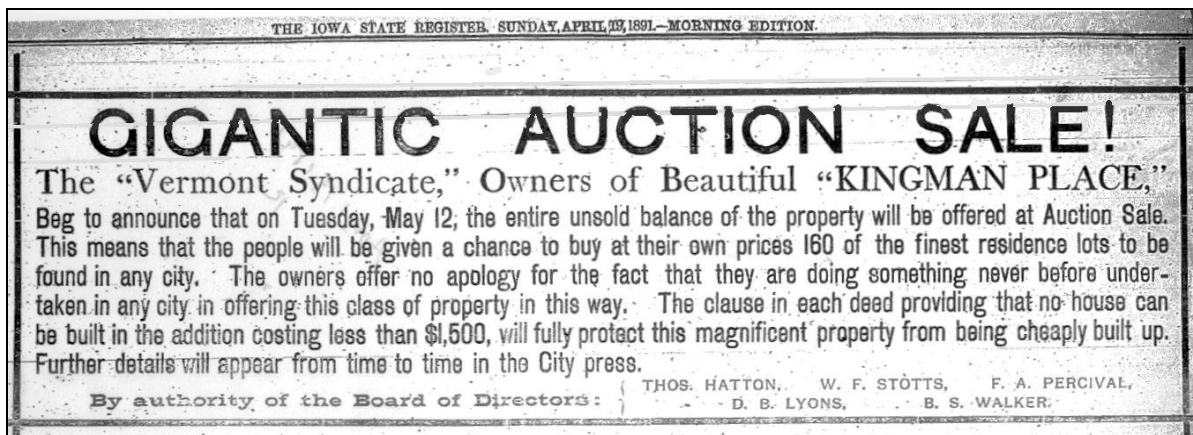 THE IOWA STATE REGISTER, SUNDAY, APRIL 19, 1891.—MORNING EDITION.
GIGANTIC AUCTION SALE!
The “Vermont Syndicate,” Owners of Beautiful “KINGMAN PLACE,”
Beg to announce that on Tuesday, May 12, the entire unsold balance of the property will be offered at Auction Sale.
This means that the people will be given a chance to buy at their own prices 160 of the finest residence lots to be
found in any city. The owners offer no apology for the fact that they are doing something never before under-
taken in any city in offering this class of property in this way. The clause in each deed providing that no house can
be built in the addition costing less than $1,500, will fully protect this magnificent property from being cheaply built up.
Further details will appear from time to time in the City press.
By authority of the Board of Directors: { THOS. HATTON, W. F. STOTTS, F. A. PERCIVAL,
D. B. LYONS, B. S. WALKER.